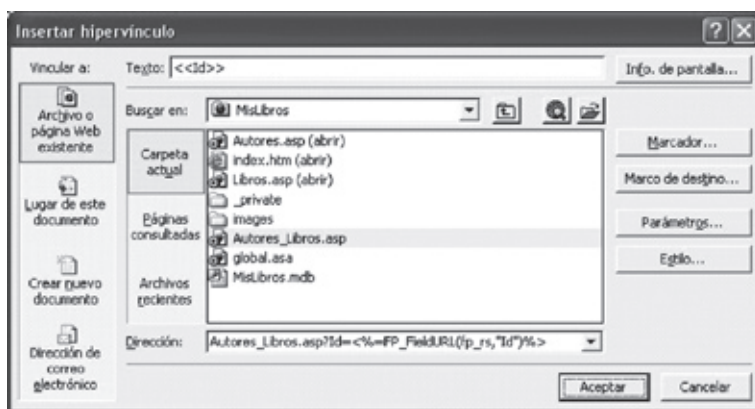 Insertar hipervínculo
Vincular a:
Texto: <<Id>>
Info. de pantalla...
Archivo o
página Web
existente
Lugar de este
documento
Crear nuevo
documento
Dirección de
correo
electrónico
Buscar en: MisLibros
Carpeta
actual
Páginas
consultadas
Archivos
recientes
Autores.asp (abrir)
index.htm (abrir)
Libros.asp (abrir)
_private
images
Autores_Libros.asp
global.asa
MisLibros.mdb
Marcador...
Marco de destino...
Parámetros...
Estilo...
Dirección: Autores_Libros.asp?Id=<%=FP_FieldURL(fp_rs,"Id")%>
Aceptar
Cancelar